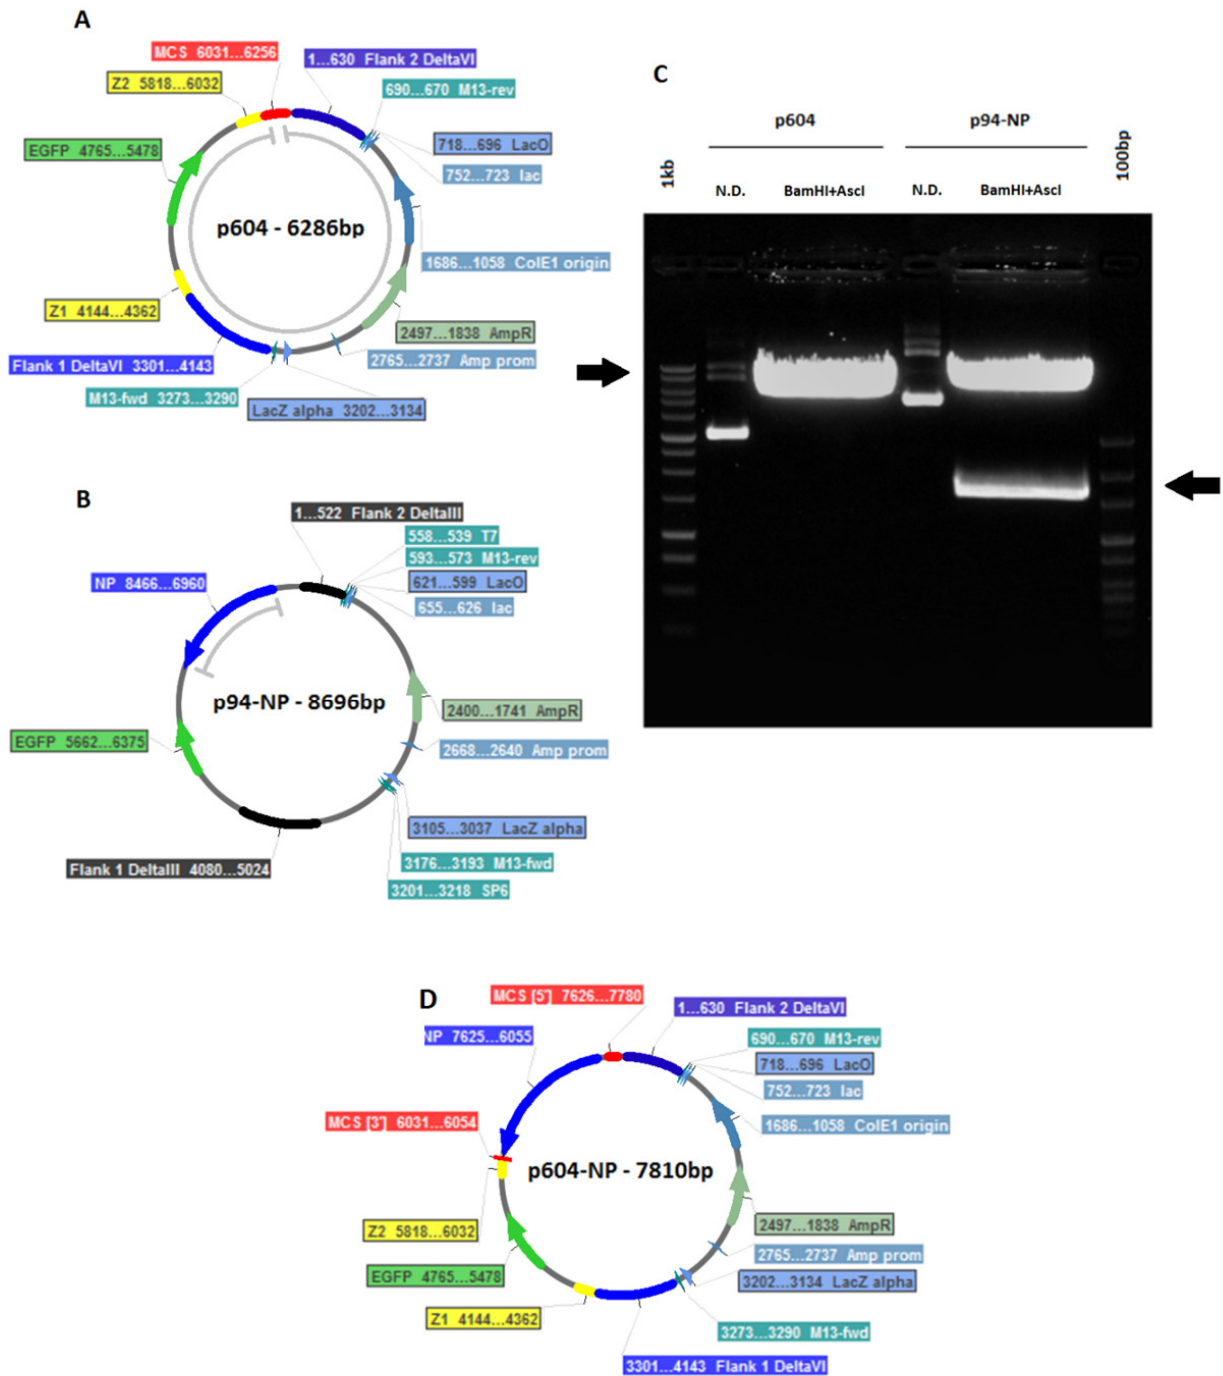 A
MCS 6031...6256
1...630 Flank 2 DeltaVI
Z2 5818...6032
690...670 M13-rev
EGFP 4765...5478
718...696 LacO
752...723 lac
p604 - 6286bp
1686...1058 ColE1 origin
Z1 4144...4362
2497...1838 AmpR
Flank 1 DeltaVI 3301...4143
2765...2737 Amp prom
M13-fwd 3273...3290
LacZ alpha 3202...3134
B
1...522 Flank 2 DeltaIII
558...539 T7
NP 8466...6960
593...573 M13-rev
621...599 LacO
655...626 lac
p94-NP - 8696bp
2400...1741 AmpR
EGFP 5662...6375
2668...2640 Amp prom
3105...3037 LacZ alpha
Flank 1 DeltaIII 4080...5024
3176...3193 M13-fwd
3201...3218 SP6
C
p604
p94-NP
1kb
N.D.
BamHI+AscI
N.D.
BamHI+AscI
100bp
D
MCS [5'] 7626...7780
1...630 Flank 2 DeltaVI
NP 7625...6055
690...670 M13-rev
718...696 LacO
752...723 lac
MCS [3'] 6031...6054
1686...1058 ColE1 origin
p604-NP - 7810bp
Z2 5818...6032
2497...1838 AmpR
2765...2737 Amp prom
EGFP 4765...5478
3202...3134 LacZ alpha
Z1 4144...4362
3273...3290 M13-fwd
3301...4143 Flank 1 DeltaVI